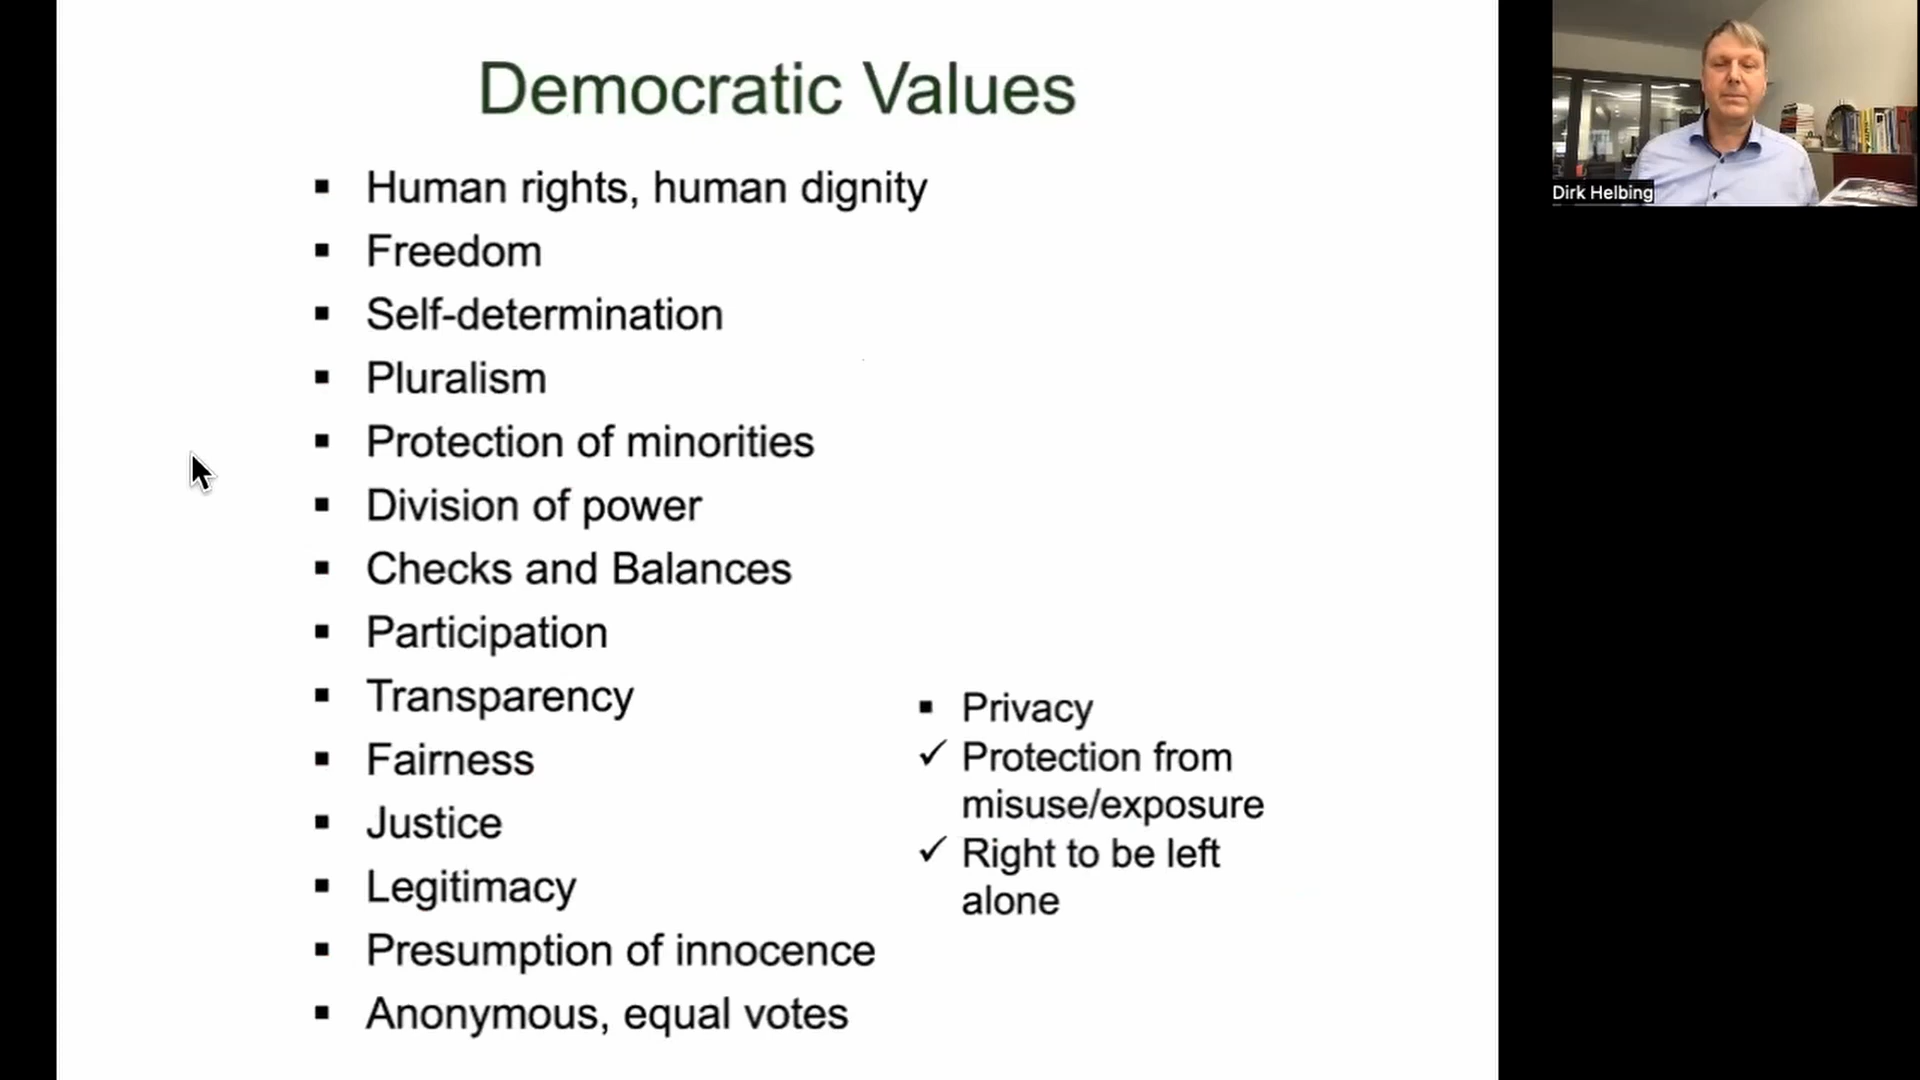 Democratic Values
Human rights, human dignity
Freedom
Self-determination
Pluralism
Protection of minorities
Division of power
Checks and Balances
Participation
Transparency
Fairness
Justice
Legitimacy
Presumption of innocence
Anonymous, equal votes
Privacy
Protection from
misuse/exposure
Right to be left
alone
Dirk Helbing